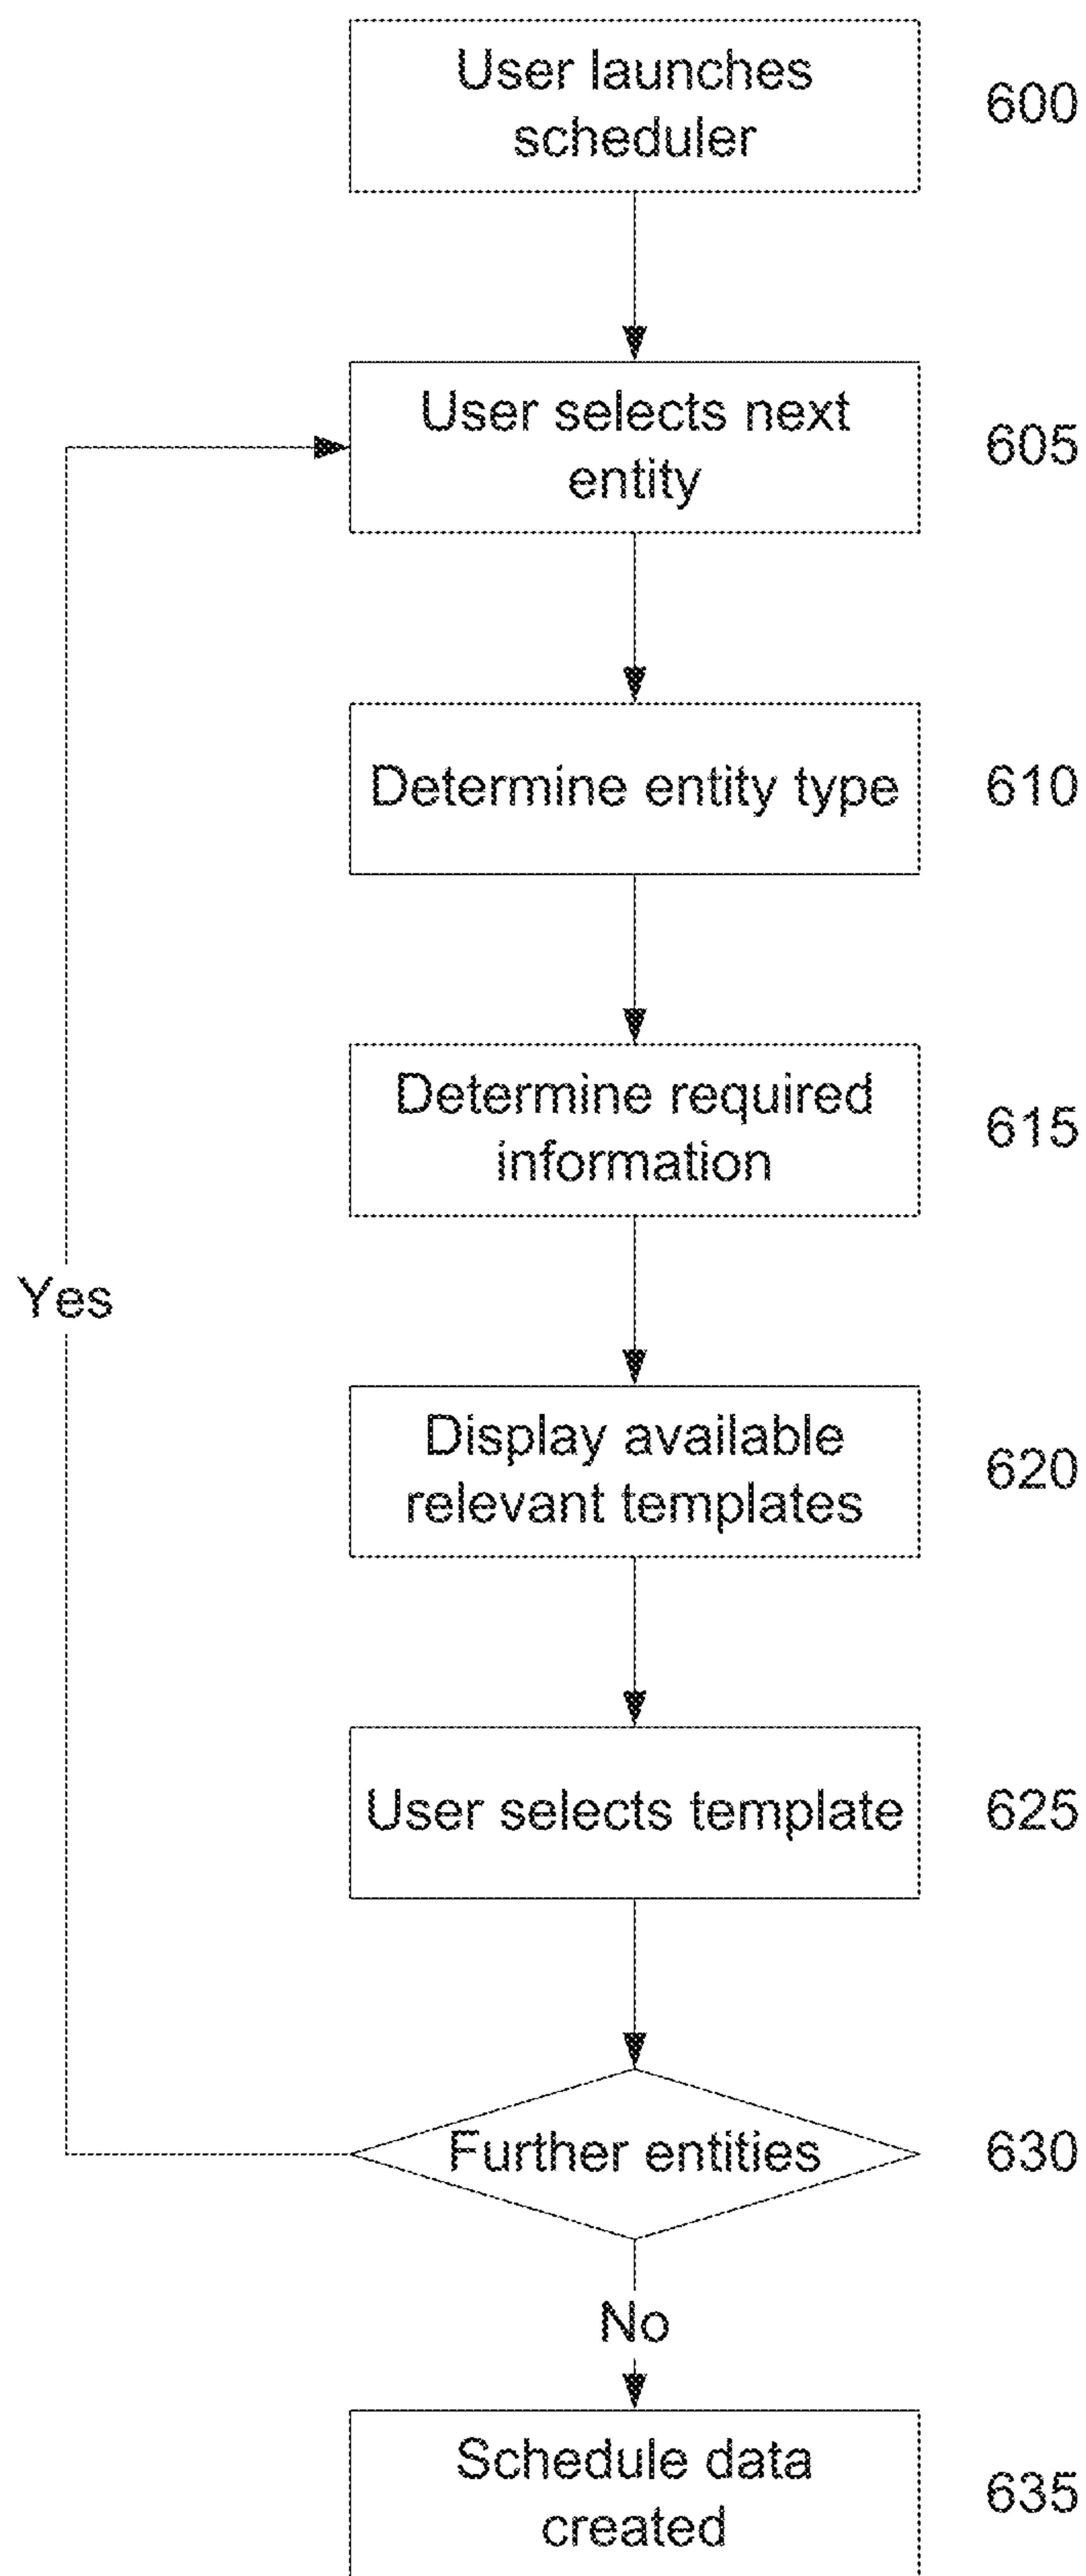 User launches
scheduler
600
User selects next
entity
605
Determine entity type
610
Determine required
information
615
Yes
Display available
relevant templates
620
User selects template
625
Further entities
630
No
Schedule data
created
635